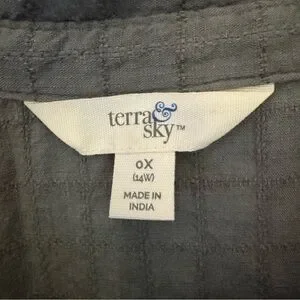 terra &
sky™
0X
(14W)
MADE IN
INDIA